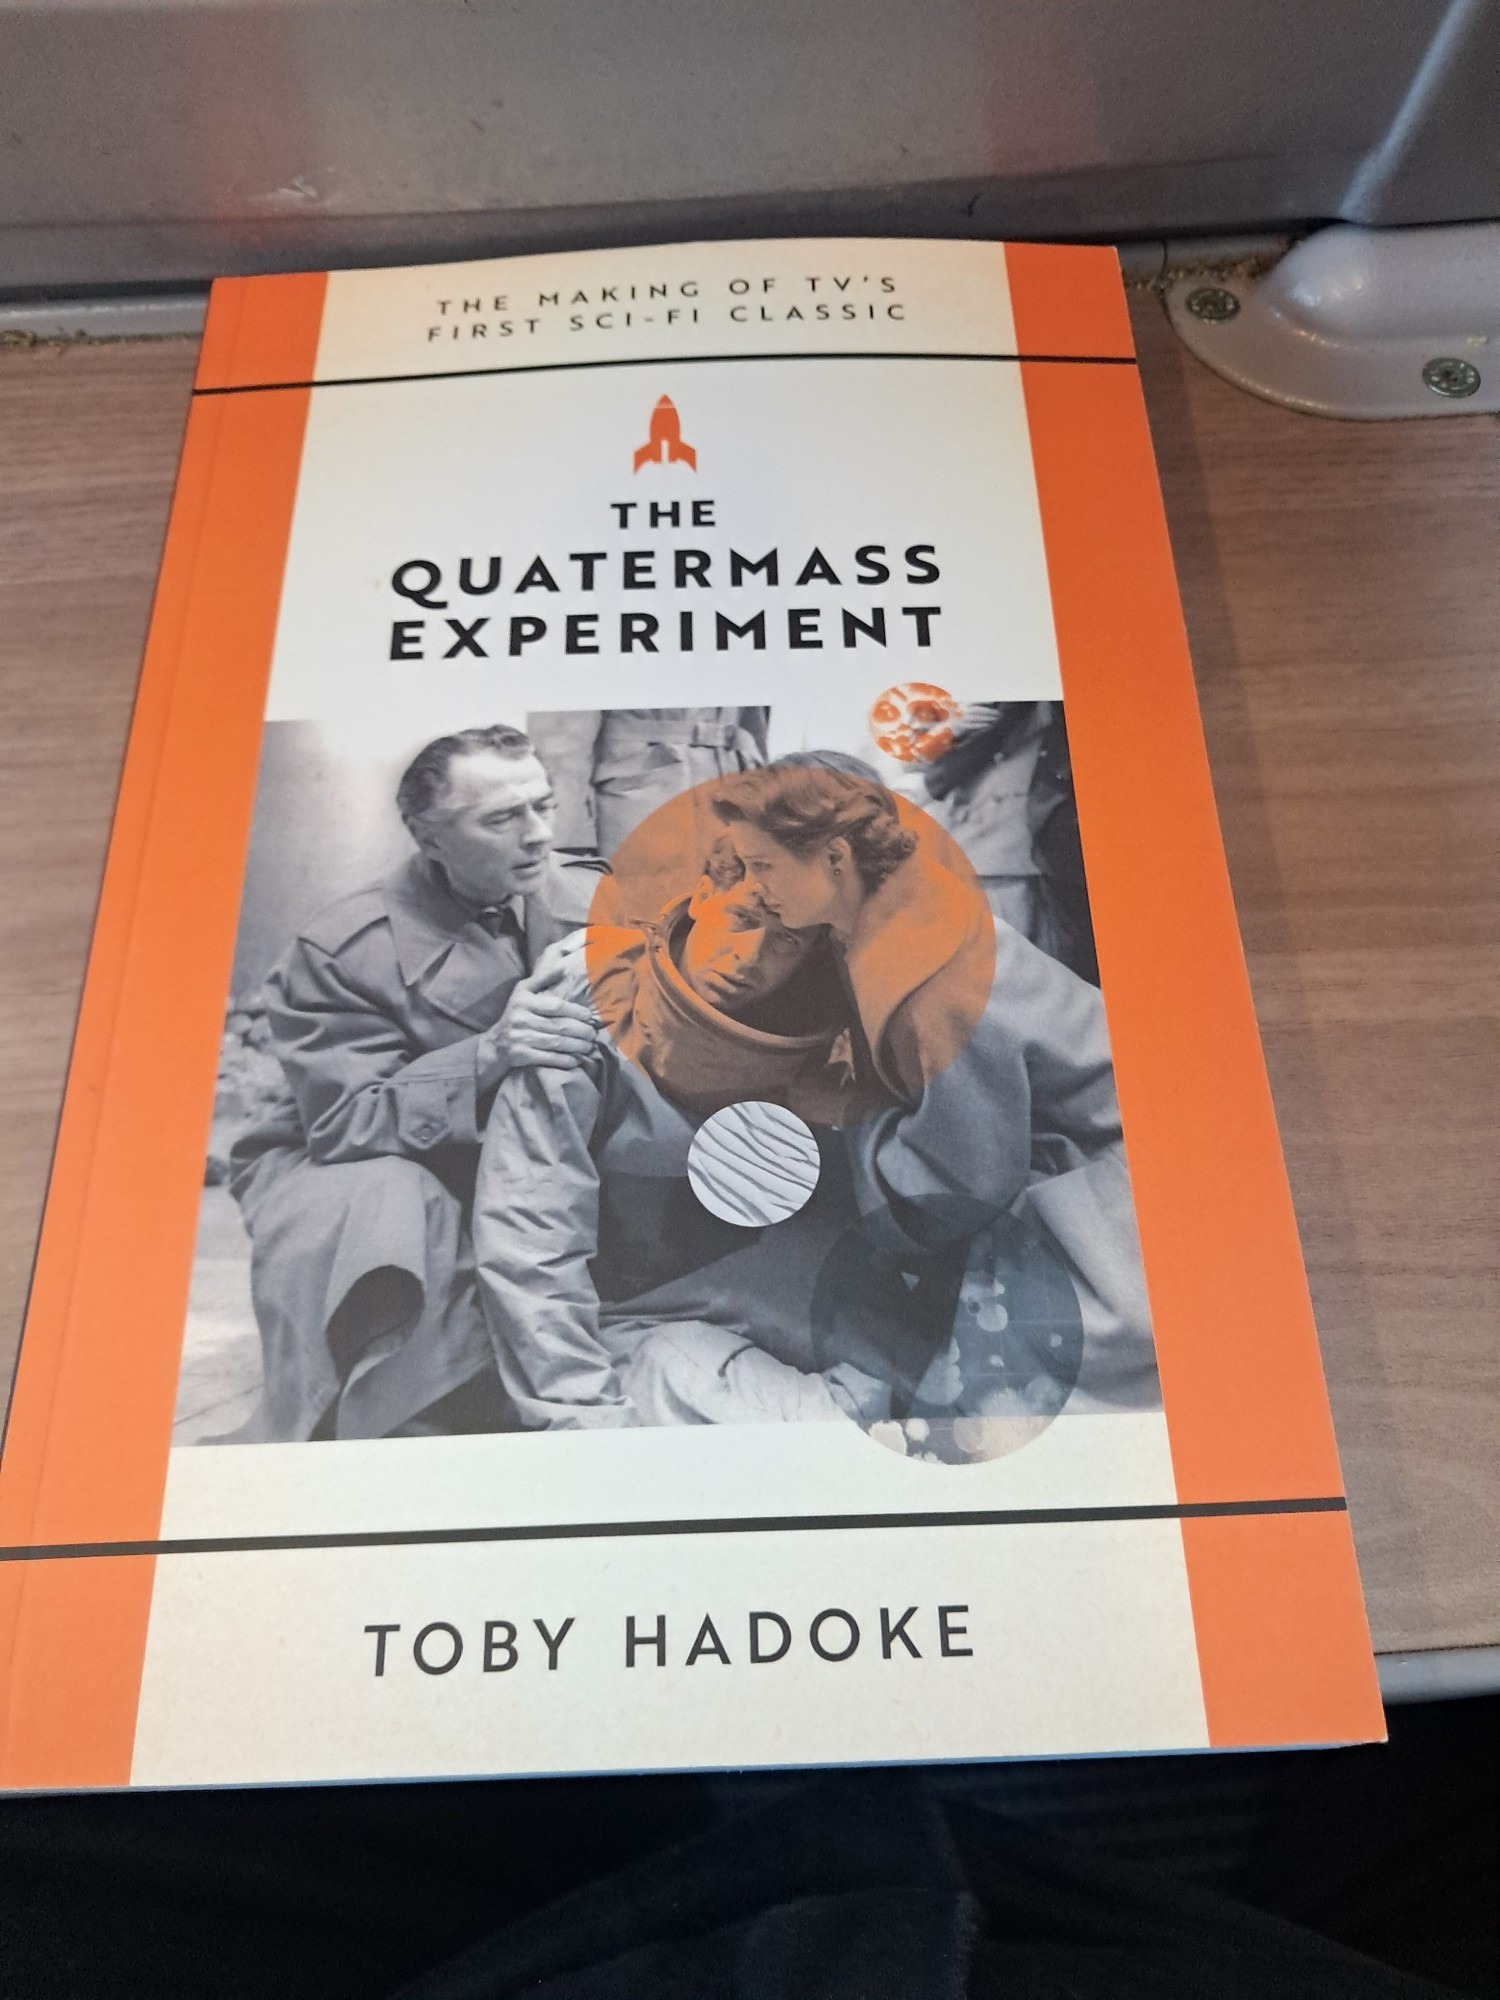 THE MAKING OF TV'S
FIRST SCI-FI CLASSIC
THE
QUATERMASS
EXPERIMENT
TOBY HADOKE